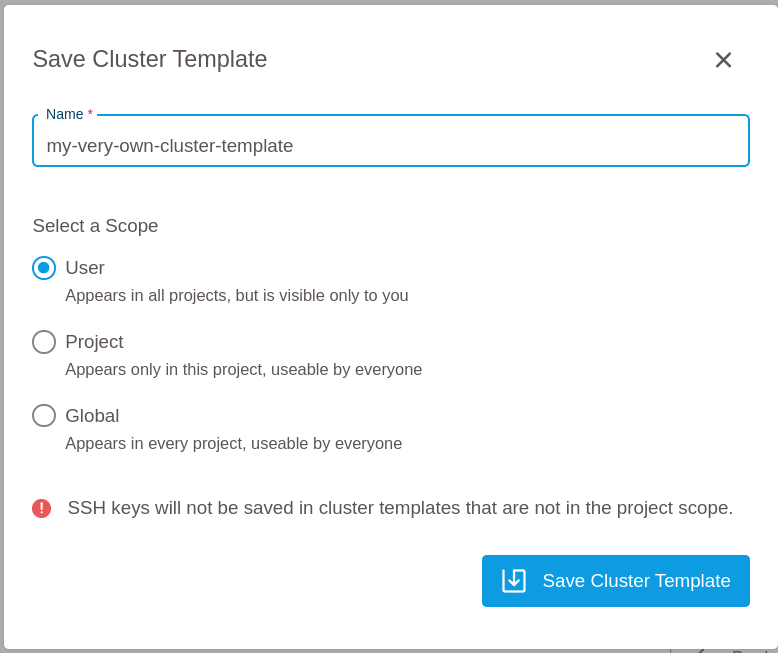 Save Cluster Template
Name *
my-very-own-cluster-template
Select a Scope
User
Appears in all projects, but is visible only to you
Project
Appears only in this project, useable by everyone
Global
Appears in every project, useable by everyone
SSH keys will not be saved in cluster templates that are not in the project scope.
Save Cluster Template